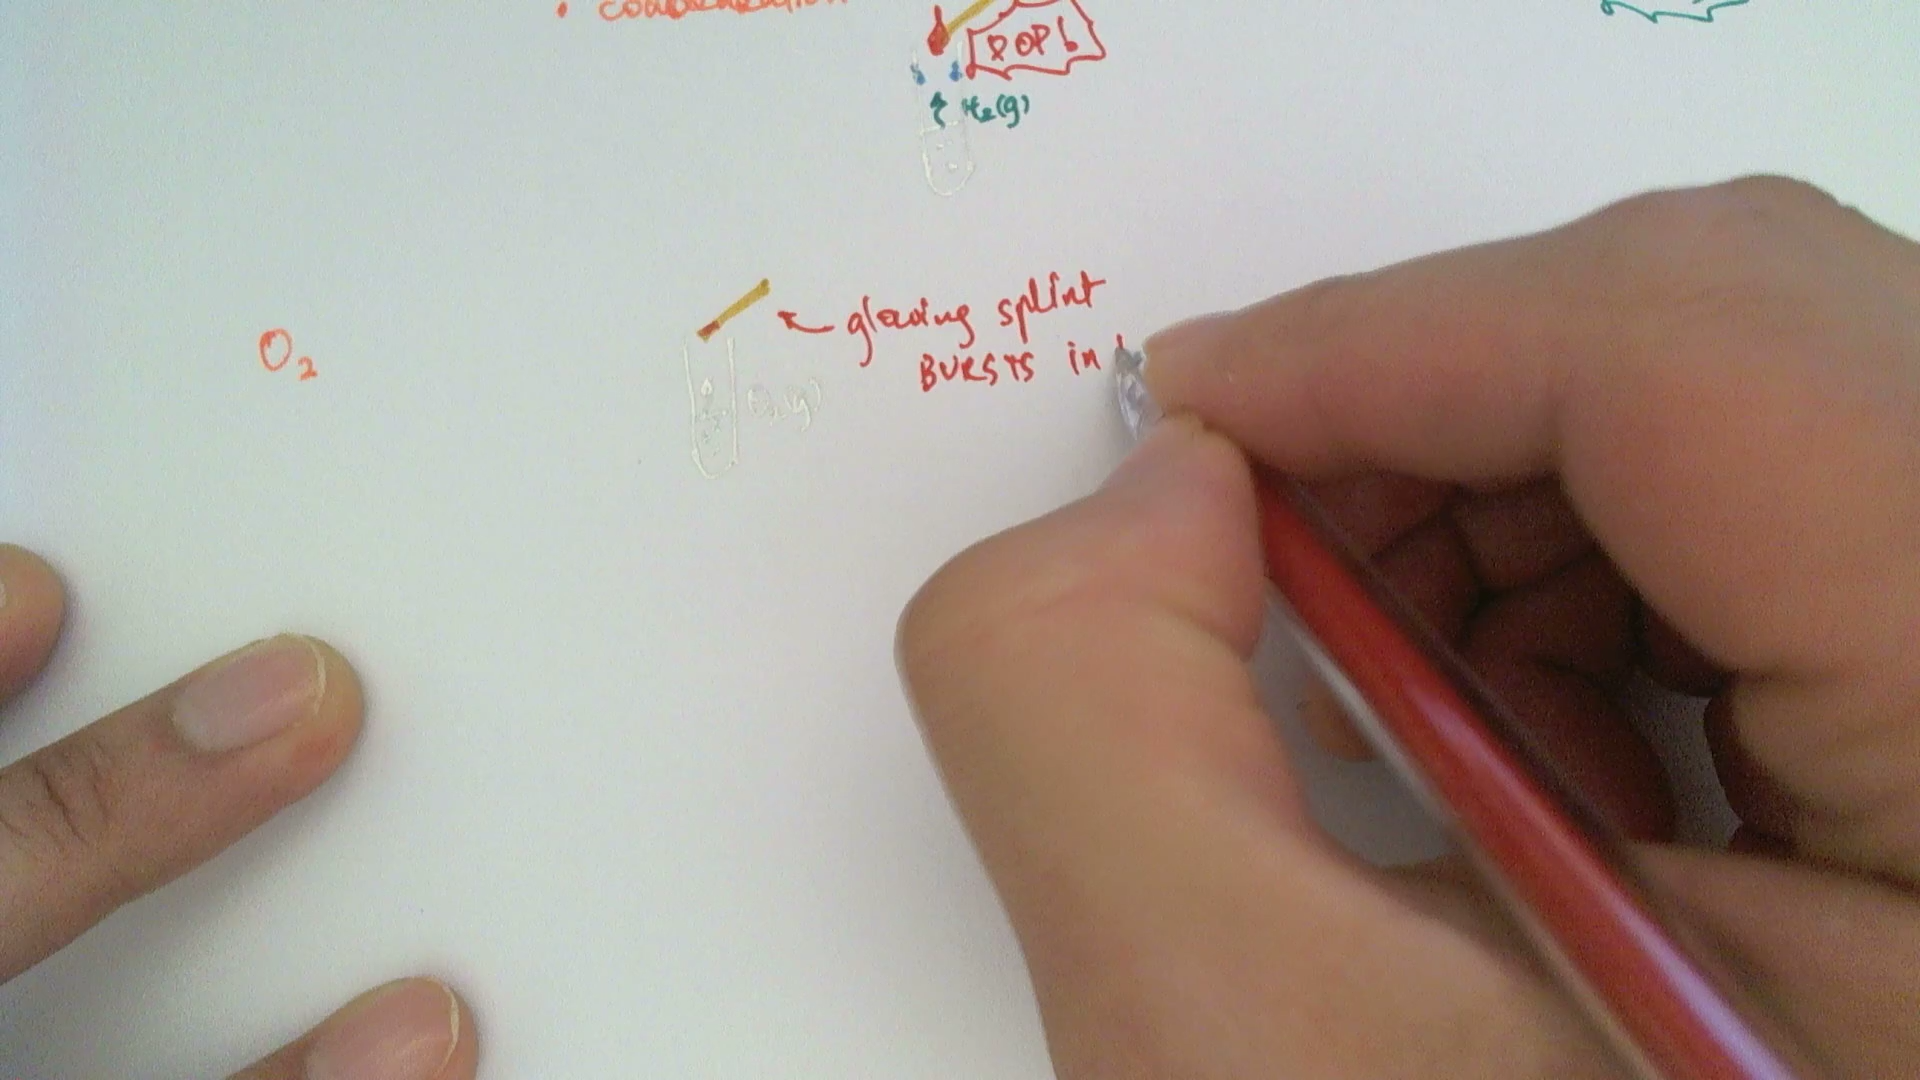 POP!
H₂(g)
O₂
glowing splint
BURSTS in
O₂(g)